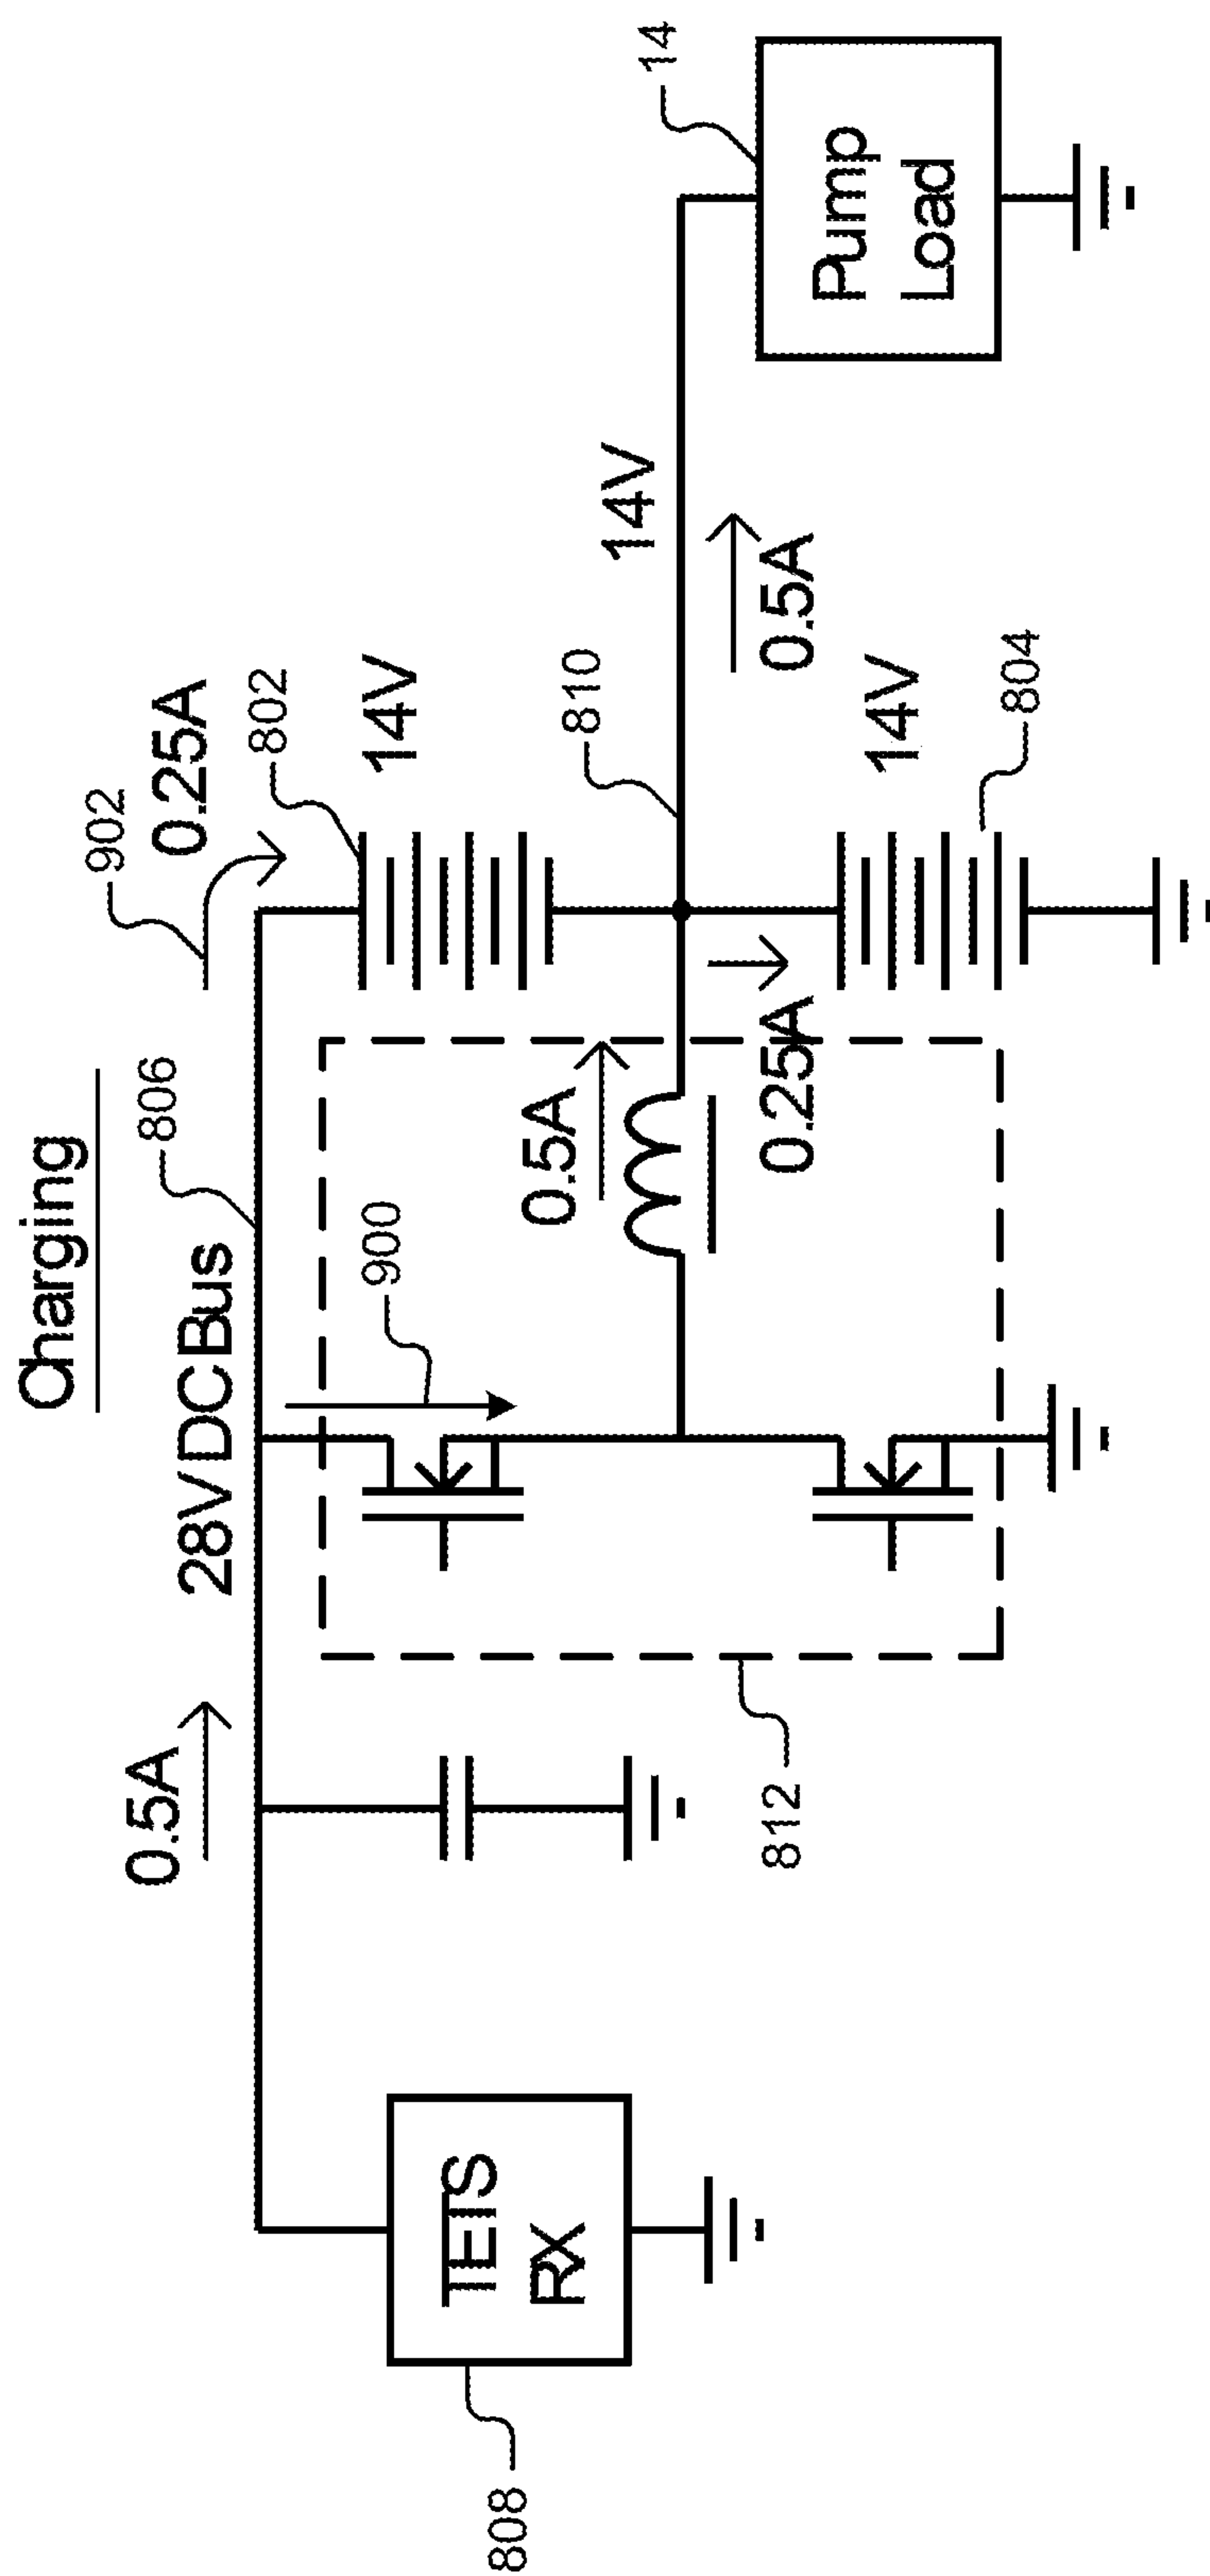 Charging
902
0.25A
806
28V DC Bus
0.5A
802
14V
900
0.5A
810
14V
14
Pump
Load
0.5A
0.25A
14V
804
812
TETS
RX
808